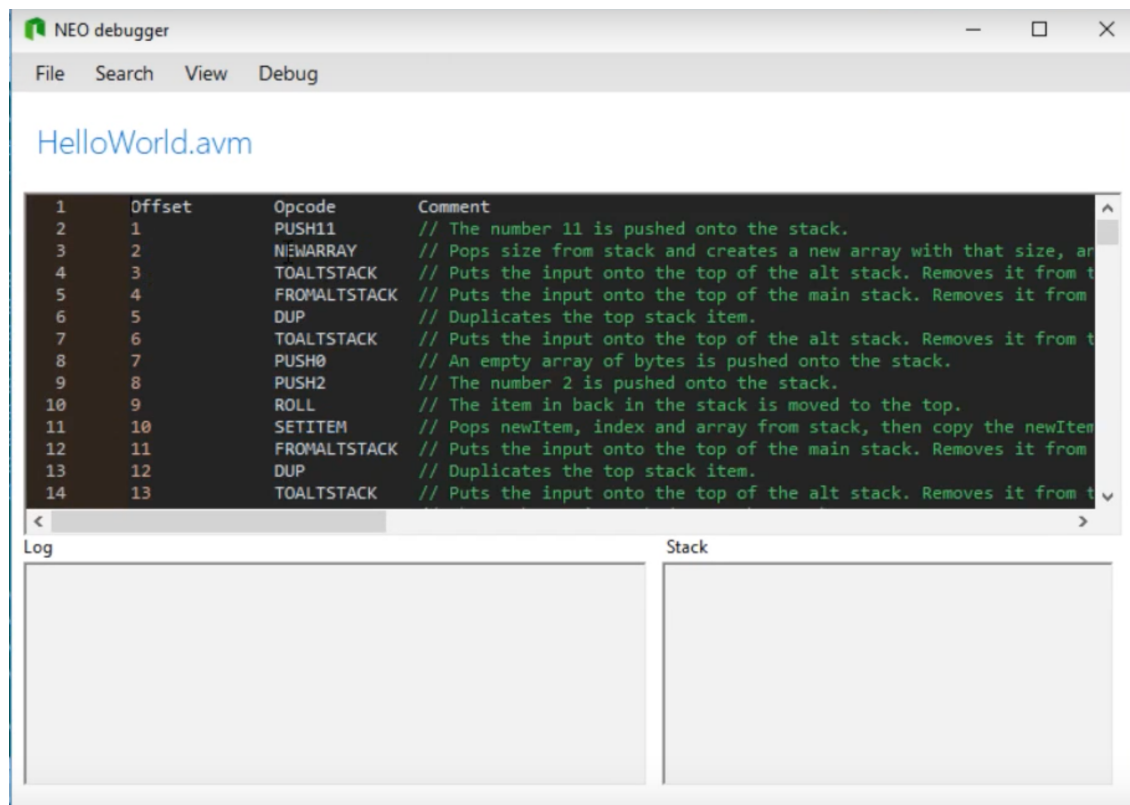 NEO debugger
File Search View Debug
HelloWorld.avm
1 Offset Opcode Comment
2 1 PUSH11 // The number 11 is pushed onto the stack.
3 2 NEWARRAY // Pops size from stack and creates a new array with that size, an
4 3 TOALTSTACK // Puts the input onto the top of the alt stack. Removes it from t
5 4 FROMALTSTACK // Puts the input onto the top of the main stack. Removes it from
6 5 DUP // Duplicates the top stack item.
7 6 TOALTSTACK // Puts the input onto the top of the alt stack. Removes it from t
8 7 PUSH0 // An empty array of bytes is pushed onto the stack.
9 8 PUSH2 // The number 2 is pushed onto the stack.
10 9 ROLL // The item in back in the stack is moved to the top.
11 10 SETITEM // Pops newItem, index and array from stack, then copy the newItem
12 11 FROMALTSTACK // Puts the input onto the top of the main stack. Removes it from
13 12 DUP // Duplicates the top stack item.
14 13 TOALTSTACK // Puts the input onto the top of the alt stack. Removes it from t
Log Stack